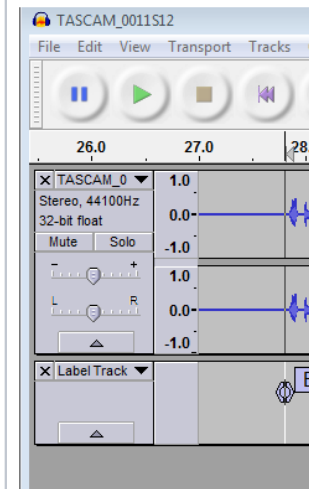 TASCAM_0011S12
File Edit View Transport Tracks
26.0 27.0 28.
TASCAM_0 1.0
Stereo, 44100Hz
32-bit float 0.0
Mute Solo -1.0
- + 1.0
L R 0.0
-1.0
Label Track